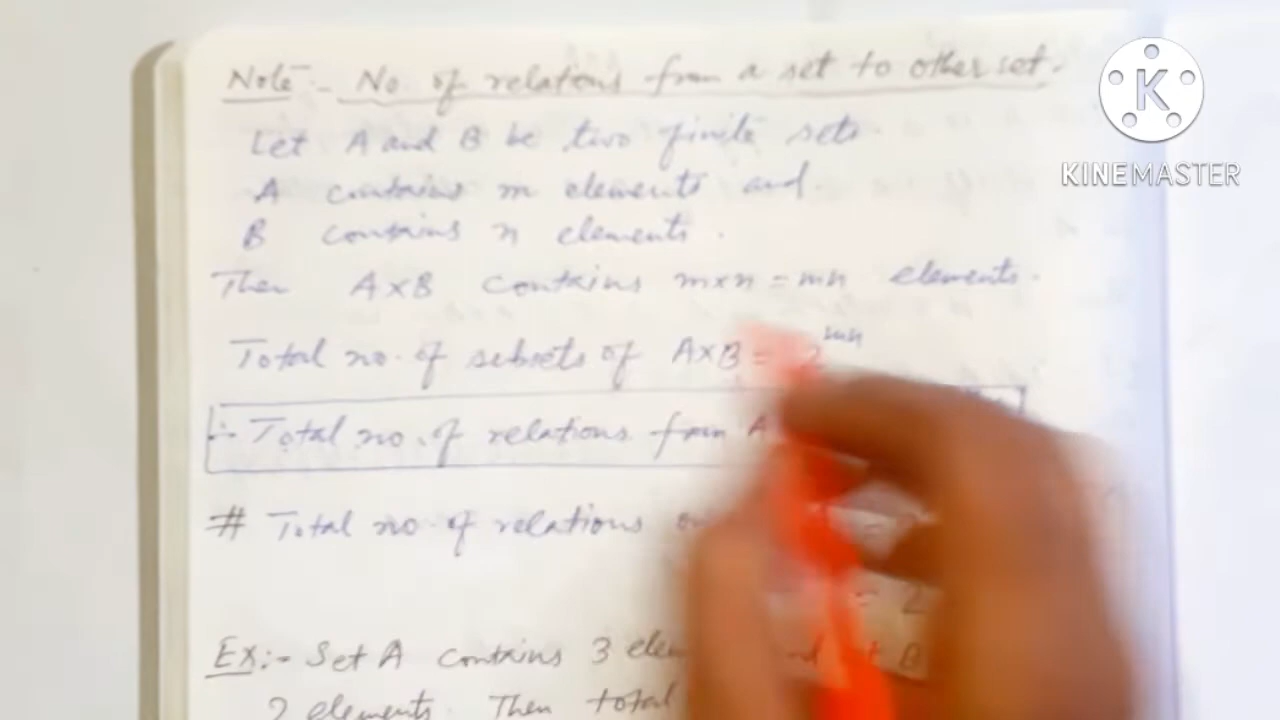 Note:- No of relations from a set to other set.
Let A and B be two finite sets.
A contains m elements and
B contains n elements.
Then A×B contains m×n = mn elements.
Total no. of subsets of A×B = 2^mn
∴ Total no. of relations from A
# Total no. of relations = 2
= 2
Ex:- Set A contains 3 B
2 elements. Then total
K
KINEMASTER